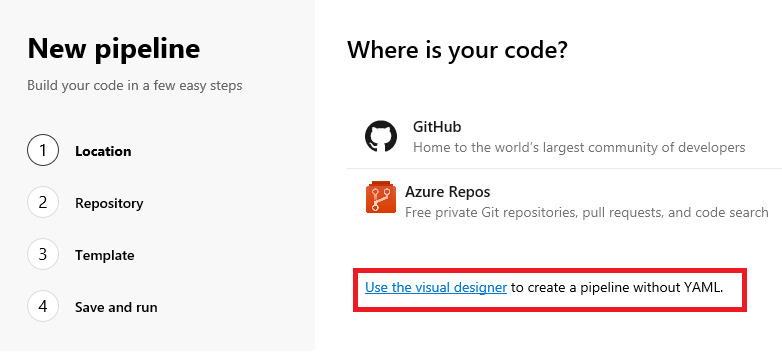 New pipeline
Build your code in a few easy steps
1 Location
2 Repository
3 Template
4 Save and run
Where is your code?
GitHub
Home to the world's largest community of developers
Azure Repos
Free private Git repositories, pull requests, and code search
Use the visual designer to create a pipeline without YAML.